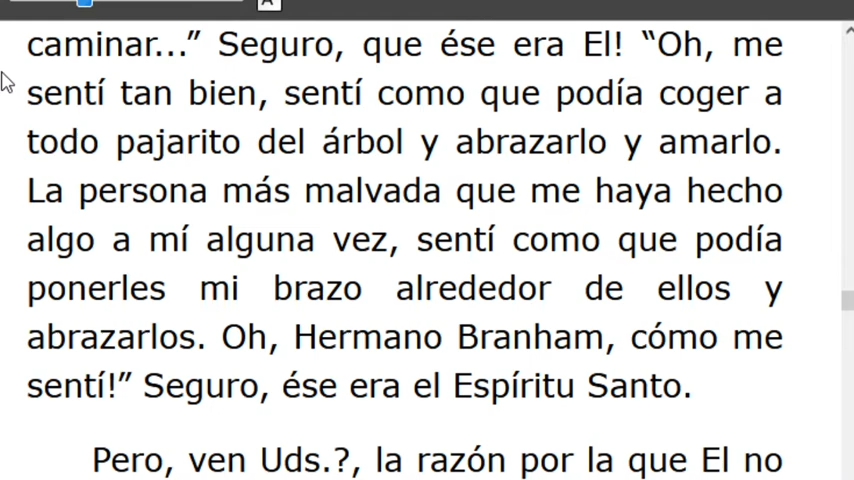 caminar...” Seguro, que ése era El! “Oh, me
sentí tan bien, sentí como que podía coger a
todo pajarito del árbol y abrazarlo y amarlo.
La persona más malvada que me haya hecho
algo a mí alguna vez, sentí como que podía
ponerles mi brazo alrededor de ellos y
abrazarlos. Oh, Hermano Branham, cómo me
sentí!” Seguro, ése era el Espíritu Santo.
Pero, ven Uds.?, la razón por la que El no